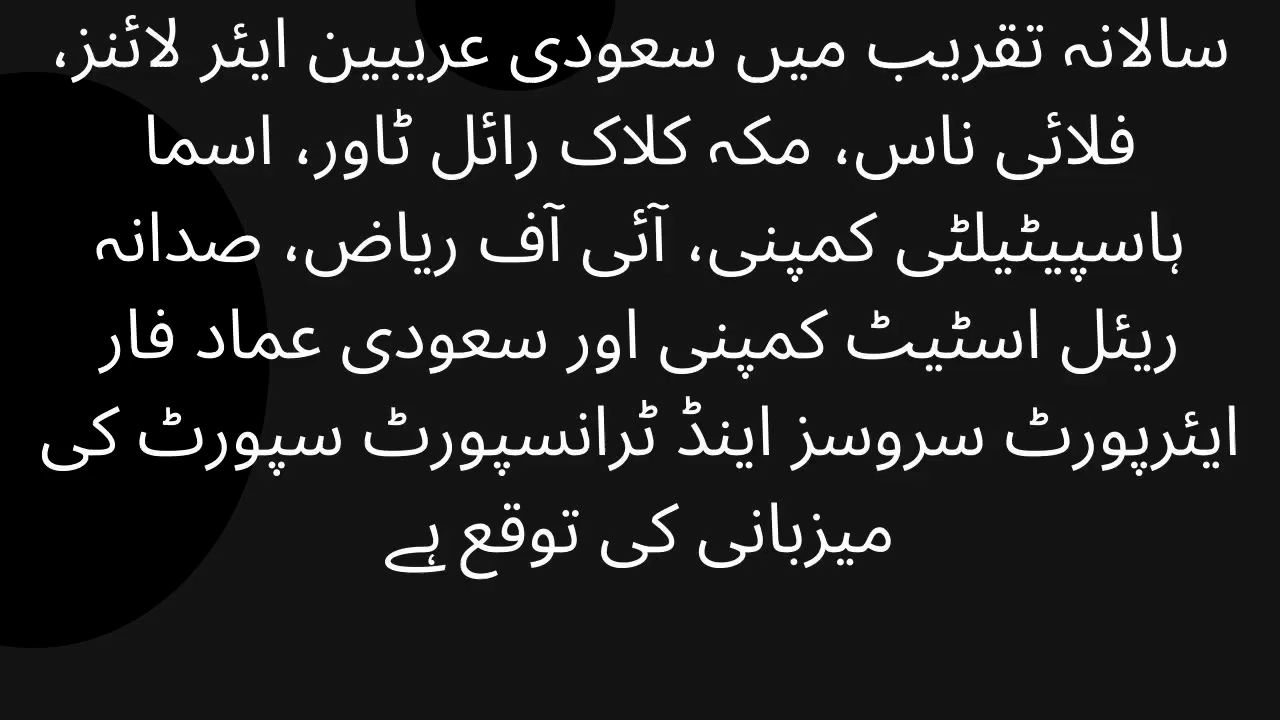 سالانہ تقریب میں سعودی عریبین ایئر لائنز،
فلائی ناس، مکہ کلاک رائل ٹاور، اسما
ہاسپیٹیلٹی کمپنی، آئی آف ریاض، صدانہ
ریئل اسٹیٹ کمپنی اور سعودی عماد فار
ایئرپورٹ سروسز اینڈ ٹرانسپورٹ سپورٹ کی
میزبانی کی توقع ہے